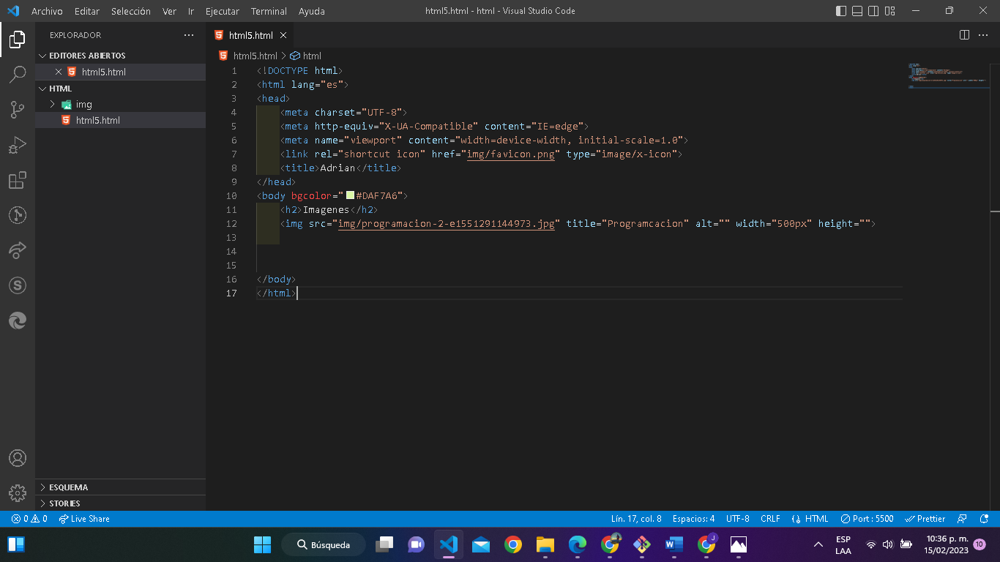 Archivo Editar Selección Ver Ir Ejecutar Terminal Ayuda
html5.html - html - Visual Studio Code
EXPLORADOR
EDITORES ABIERTOS
html5.html
HTML
img
html5.html
ESQUEMA
STORIES
html5.html
html5.html > html
1 <!DOCTYPE html>
2 <html lang="es">
3 <head>
4 <meta charset="UTF-8">
5 <meta http-equiv="X-UA-Compatible" content="IE=edge">
6 <meta name="viewport" content="width=device-width, initial-scale=1.0">
7 <link rel="shortcut icon" href="img/favicon.png" type="image/x-icon">
8 <title>Adrian</title>
9 </head>
10 <body bgcolor="#DAF7A6">
11 <h2>Imagenes</h2>
12 <img src="img/programacion-2-e1551291144973.jpg" title="Programcacion" alt="" width="500px" height="">
13
14
15
16 </body>
17 </html>
0 0 Live Share
Lín. 17, col. 8 Espacios: 4 UTF-8 CRLF HTML Port : 5500 Prettier
Búsqueda
ESP
LAA
10:36 p. m.
15/02/2023
10